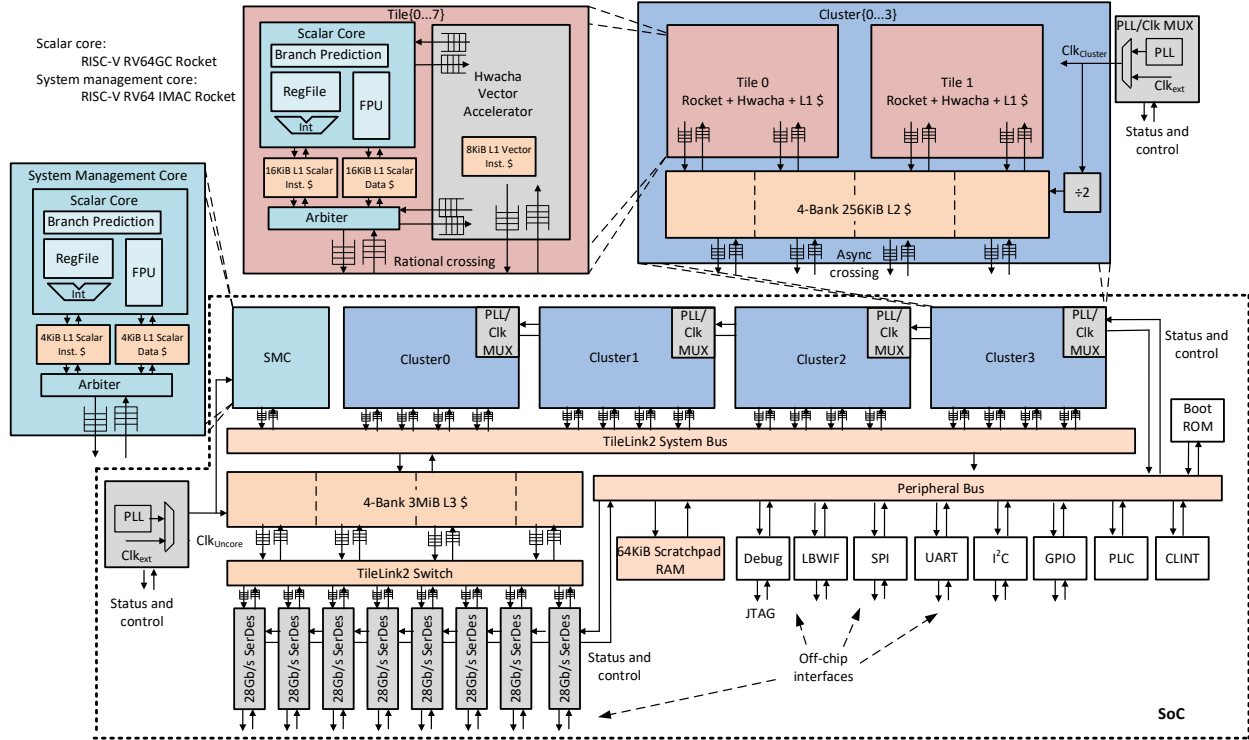 Scalar core:
RISC-V RV64GC Rocket
System management core:
RISC-V RV64 IMAC Rocket
Tile{0...7}
Scalar Core
Branch Prediction
RegFile
Int
FPU
16KiB L1 Scalar
Inst. $
16KiB L1 Scalar
Data $
Arbiter
Hwacha
Vector
Accelerator
8KiB L1 Vector
Inst. $
Rational crossing
Cluster{0...3}
Tile 0
Rocket + Hwacha + L1 $
Tile 1
Rocket + Hwacha + L1 $
Clk_Cluster
÷2
4-Bank 256KiB L2 $
Async
crossing
PLL/Clk MUX
PLL
Clk_ext
Status and
control
System Management Core
Scalar Core
Branch Prediction
RegFile
Int
FPU
4KiB L1 Scalar
Inst. $
4KiB L1 Scalar
Data $
Arbiter
SMC
Cluster0
PLL/
Clk
MUX
Cluster1
PLL/
Clk
MUX
Cluster2
PLL/
Clk
MUX
Cluster3
PLL/
Clk
MUX
Status and
control
TileLink2 System Bus
Boot
ROM
PLL
Clk_ext
Clk_Uncore
Status and
control
4-Bank 3MiB L3 $
Peripheral Bus
TileLink2 Switch
64KiB Scratchpad
RAM
Debug
LBWIF
SPI
UART
I²C
GPIO
PLIC
CLINT
JTAG
28Gb/s SerDes
28Gb/s SerDes
28Gb/s SerDes
28Gb/s SerDes
28Gb/s SerDes
28Gb/s SerDes
28Gb/s SerDes
28Gb/s SerDes
Status and
control
Off-chip
interfaces
SoC